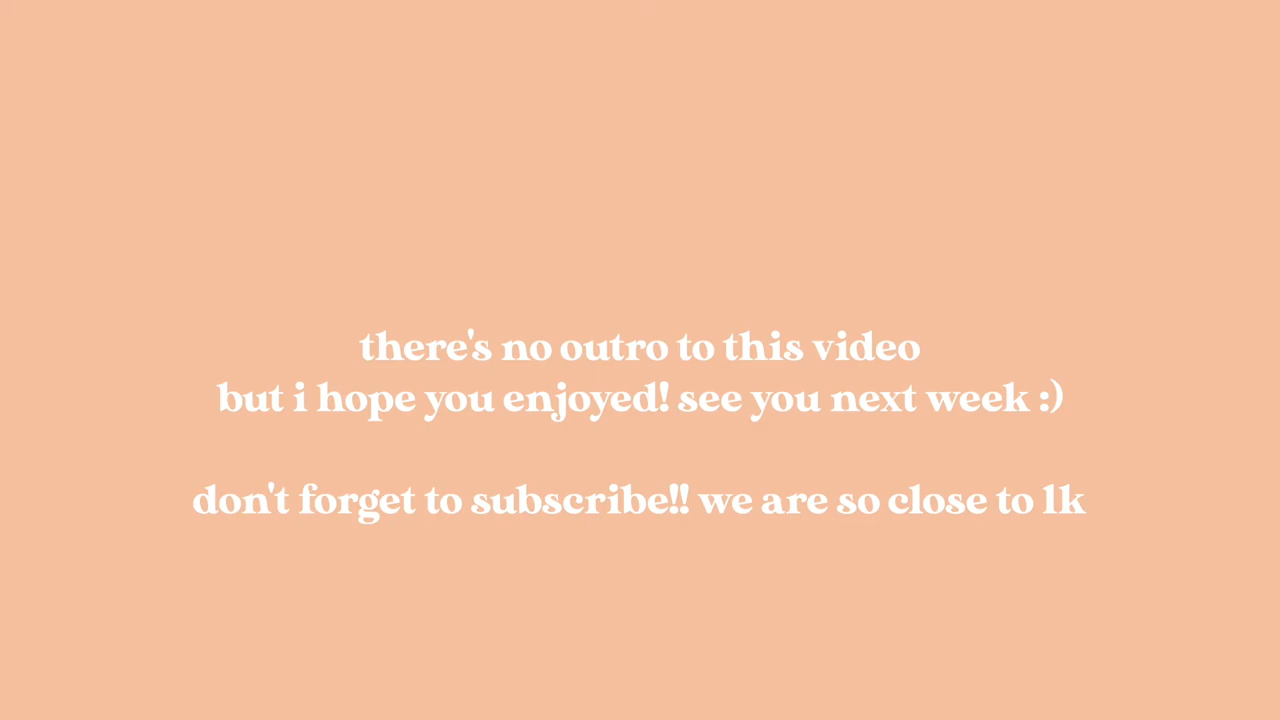 there's no outro to this video
but i hope you enjoyed! see you next week :)
don't forget to subscribe!! we are so close to 1k